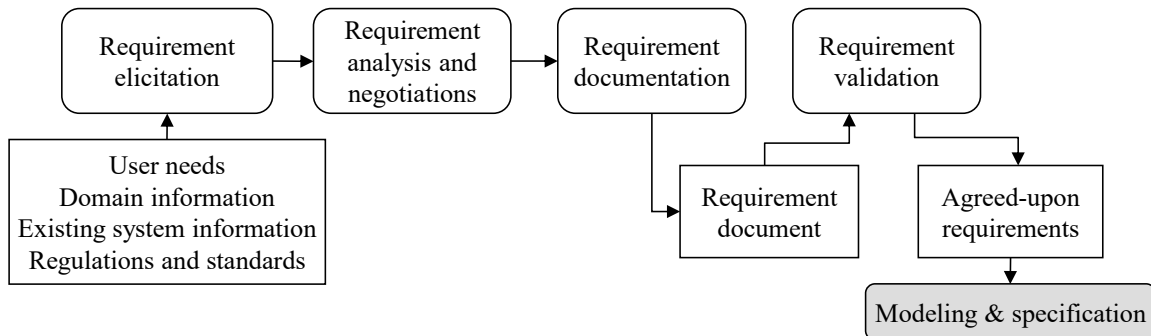 Requirement
elicitation
Requirement
analysis and
negotiations
Requirement
documentation
Requirement
validation
User needs
Domain information
Existing system information
Regulations and standards
Requirement
document
Agreed-upon
requirements
Modeling & specification